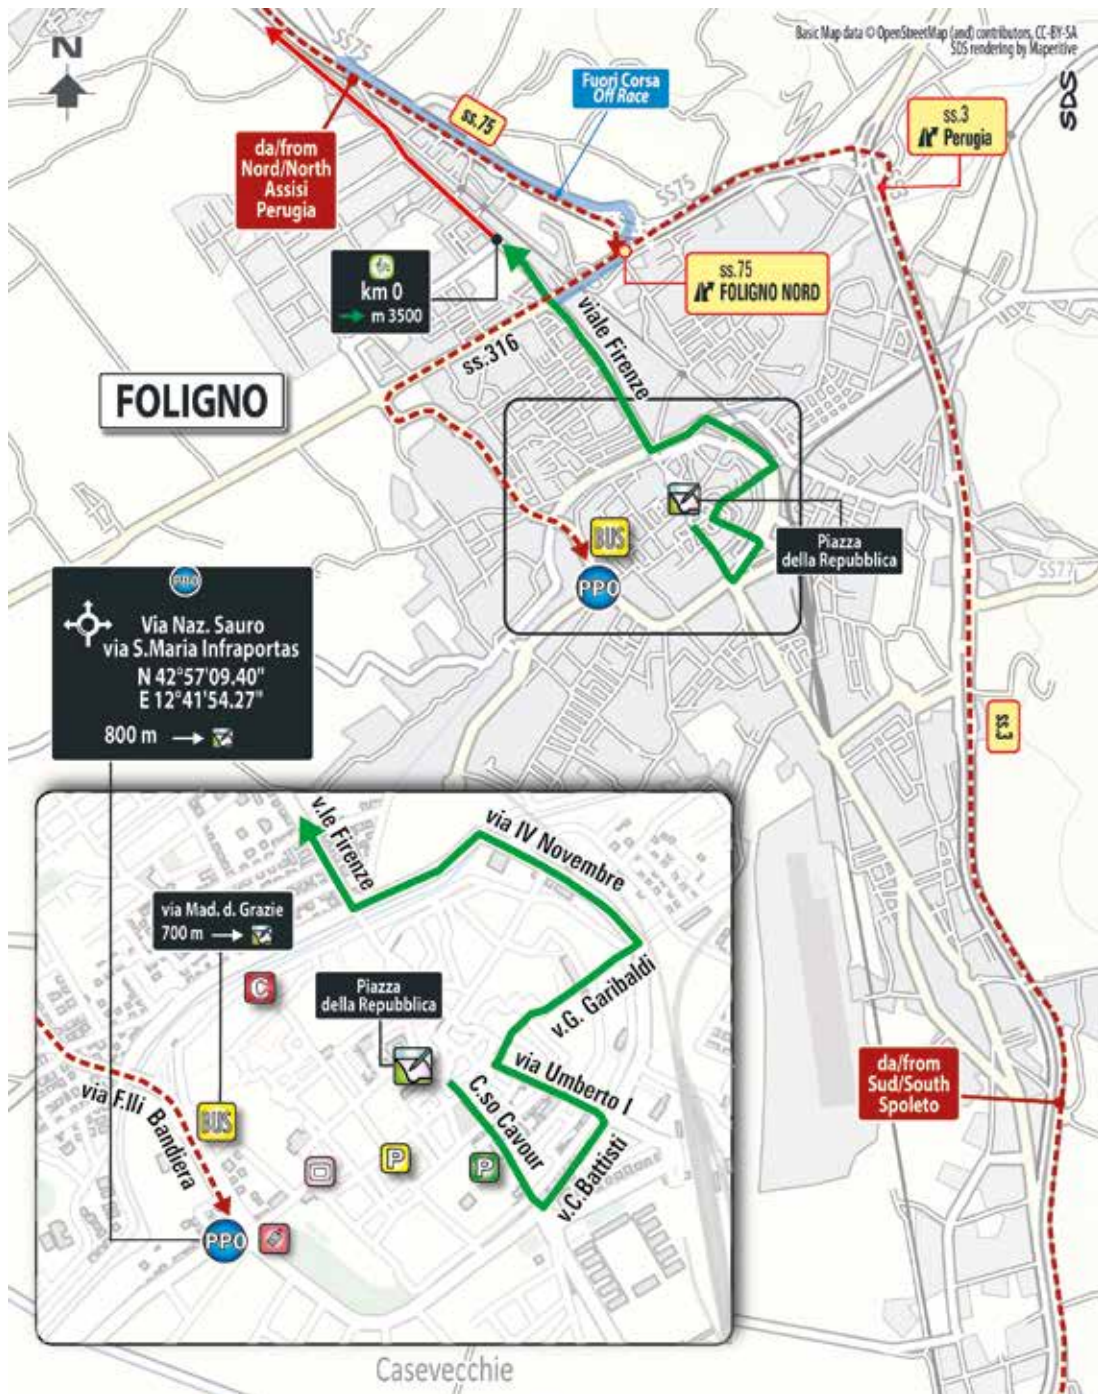 Basic Map data © OpenStreetMap (and) contributors, CC-BY-SA
SDS rendering by Maperitive
SDS
N
SS75
ss.75
Fuori Corsa
Off Race
ss.3
Perugia
da/from
Nord/North
Assisi
Perugia
SS75
SS3
km 0
m 3500
ss.75
FOLIGNO NORD
viale Firenze
ss.316
FOLIGNO
BUS
PPO
Piazza
della Repubblica
SS77
PPO
Via Naz. Sauro
via S.Maria Infraportas
N 42°57'09.40"
E 12°41'54.27"
800 m
ss.3
v.le Firenze
via IV Novembre
via Mad. d. Grazie
700 m
C
Piazza
della Repubblica
v.G. Garibaldi
via Umberto I
C.so Cavour
v.C.Battisti
via F.lli Bandiera
BUS
P
P
PPO
da/from
Sud/South
Spoleto
Casevecchie